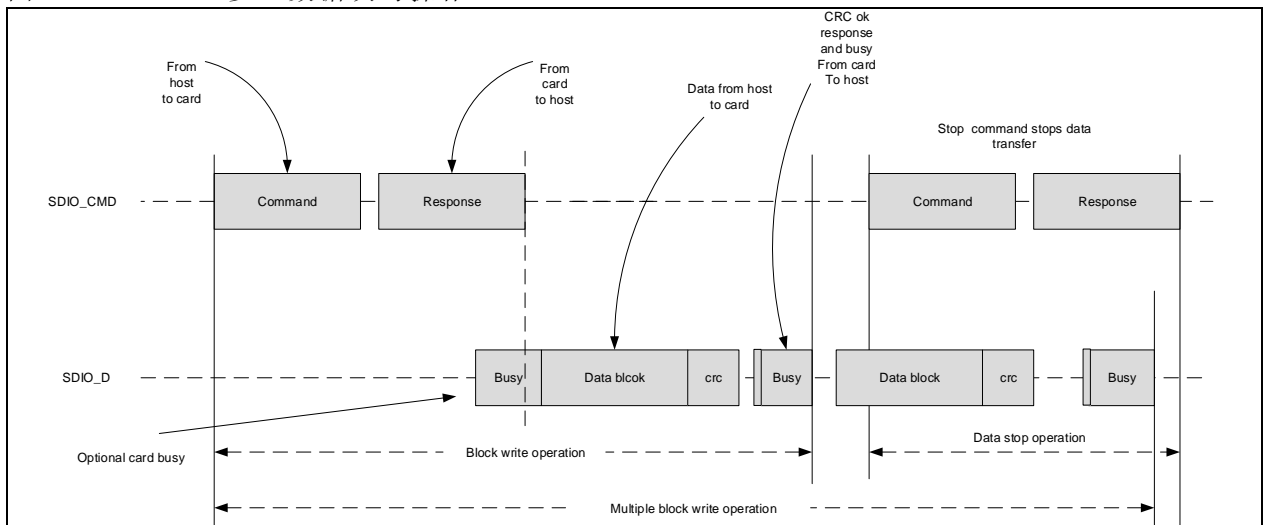 CRC ok
response
and busy
From card
To host
From
host
to card
From
card
to host
Data from host
to card
Stop command stops data
transfer
SDIO_CMD
Command
Response
Command
Response
SDIO_D
Busy
Data blcok
crc
Busy
Data block
crc
Busy
Optional card busy
Block write operation
Data stop operation
Multiple block write operation